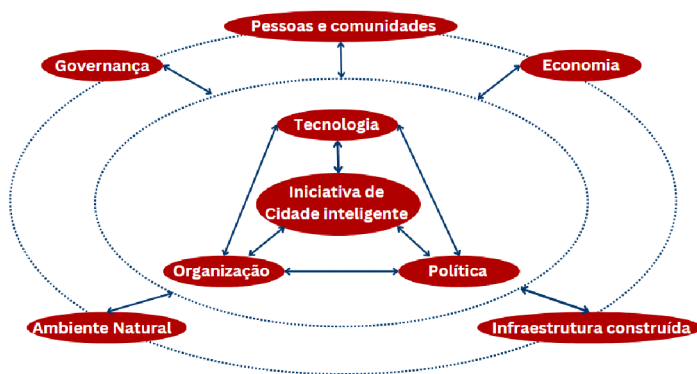 Pessoas e comunidades
Governança
Economia
Tecnologia
Iniciativa de
Cidade inteligente
Organização
Política
Ambiente Natural
Infraestrutura construída